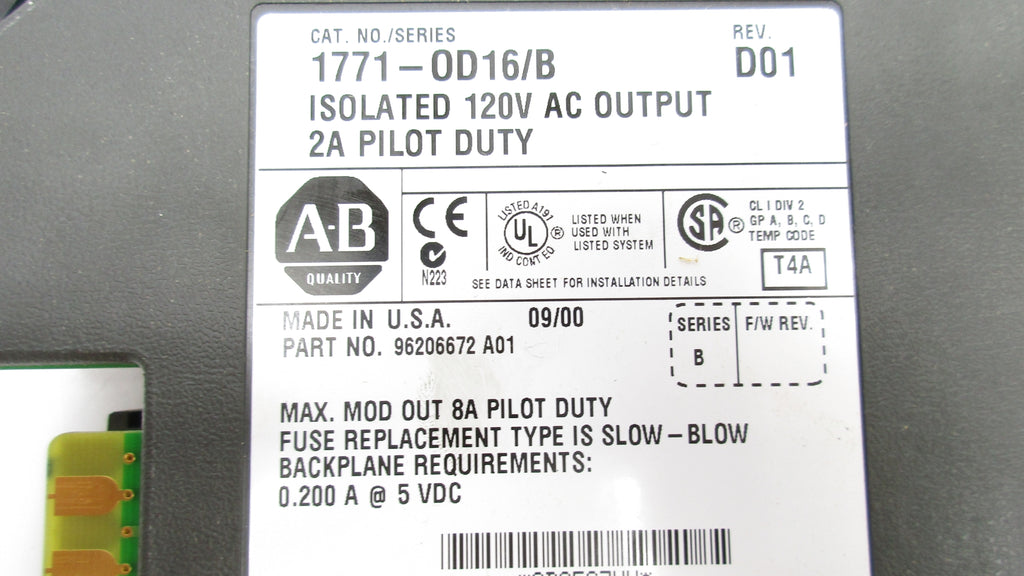 CAT. NO./SERIES REV.
1771-OD16/B D01
ISOLATED 120V AC OUTPUT
2A PILOT DUTY
A-B
QUALITY
CE
N223
LISTED A191
UL ®
IND CONT EQ
LISTED WHEN
USED WITH
LISTED SYSTEM
SA ®
CL I DIV 2
GP A, B, C, D
TEMP CODE
T4A
SEE DATA SHEET FOR INSTALLATION DETAILS
MADE IN U.S.A. 09/00
PART NO. 96206672 A01
SERIES F/W REV.
B
MAX. MOD OUT 8A PILOT DUTY
FUSE REPLACEMENT TYPE IS SLOW-BLOW
BACKPLANE REQUIREMENTS:
0.200 A @ 5 VDC